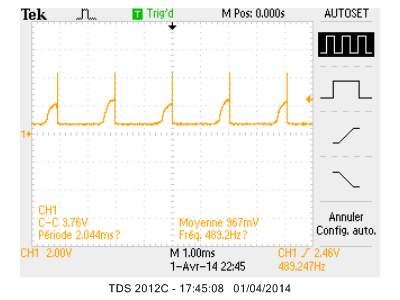 Tek T Trig'd M Pos: 0.000s AUTOSET
1
CH1
C-C 3.76V
Période 2.044ms?
Moyenne 967mV
Fréq. 489.2Hz?
Annuler
Config. auto.
CH1 2.00V M 1.00ms CH1 2.46V
1-Avr-14 22:45 489.247Hz
TDS 2012C - 17:45:08 01/04/2014